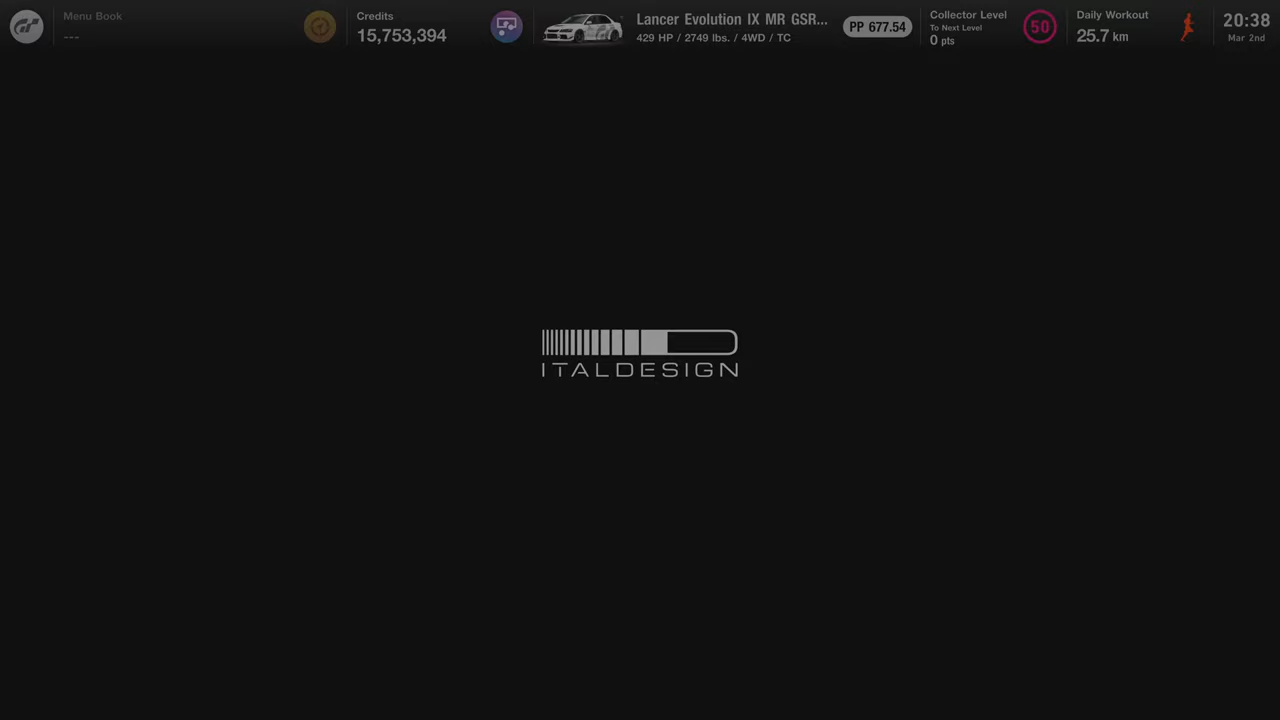 Menu Book
---
Credits
15,753,394
Lancer Evolution IX MR GSR...
429 HP / 2749 lbs. / 4WD / TC
PP 677.54
Collector Level
To Next Level
0 pts
50
Daily Workout
25.7 km
20:38
Mar 2nd
ITALDESIGN